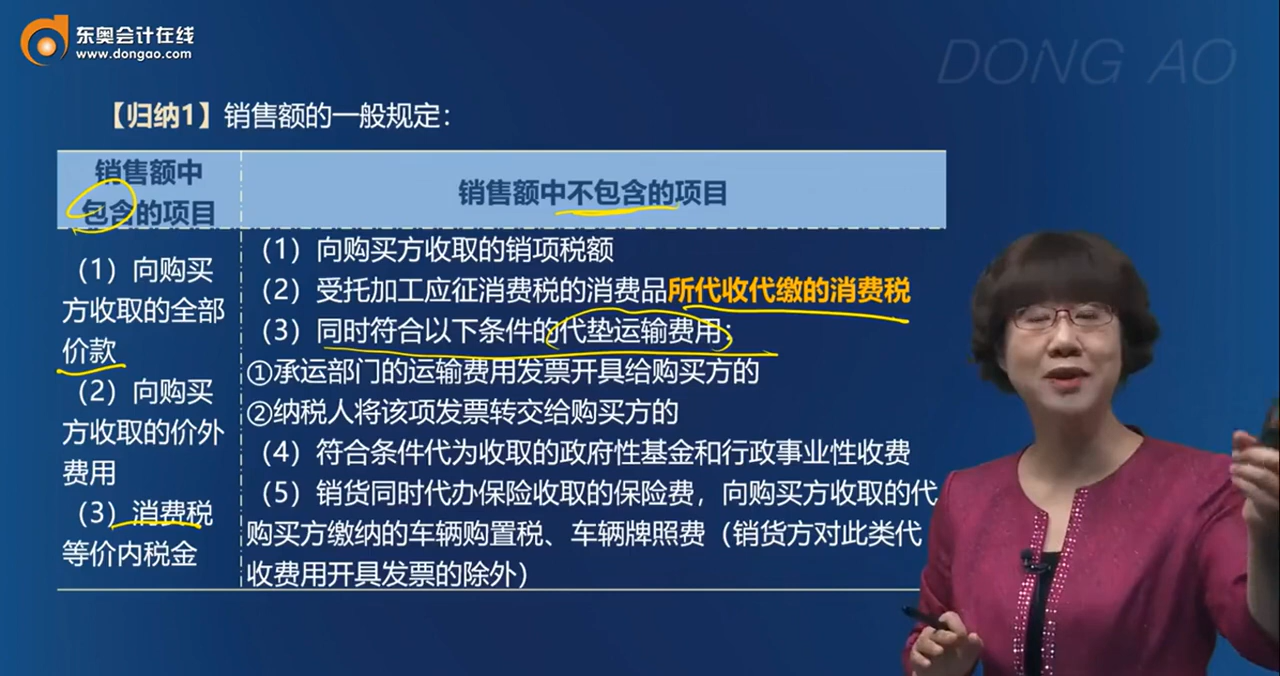 东奥会计在线
www.dongao.com
DONG AO
【归纳1】销售额的一般规定：
销售额中
包含的项目
销售额中不包含的项目
（1）向购买
方收取的全部
价款
（2）向购买
方收取的价外
费用
（3）消费税
等价内税金
（1）向购买方收取的销项税额
（2）受托加工应征消费税的消费品所代收代缴的消费税
（3）同时符合以下条件的代垫运输费用：
①承运部门的运输费用发票开具给购买方的
②纳税人将该项发票转交给购买方的
（4）符合条件代为收取的政府性基金和行政事业性收费
（5）销货同时代办保险收取的保险费，向购买方收取的代
购买方缴纳的车辆购置税、车辆牌照费（销货方对此类代
收费用开具发票的除外）